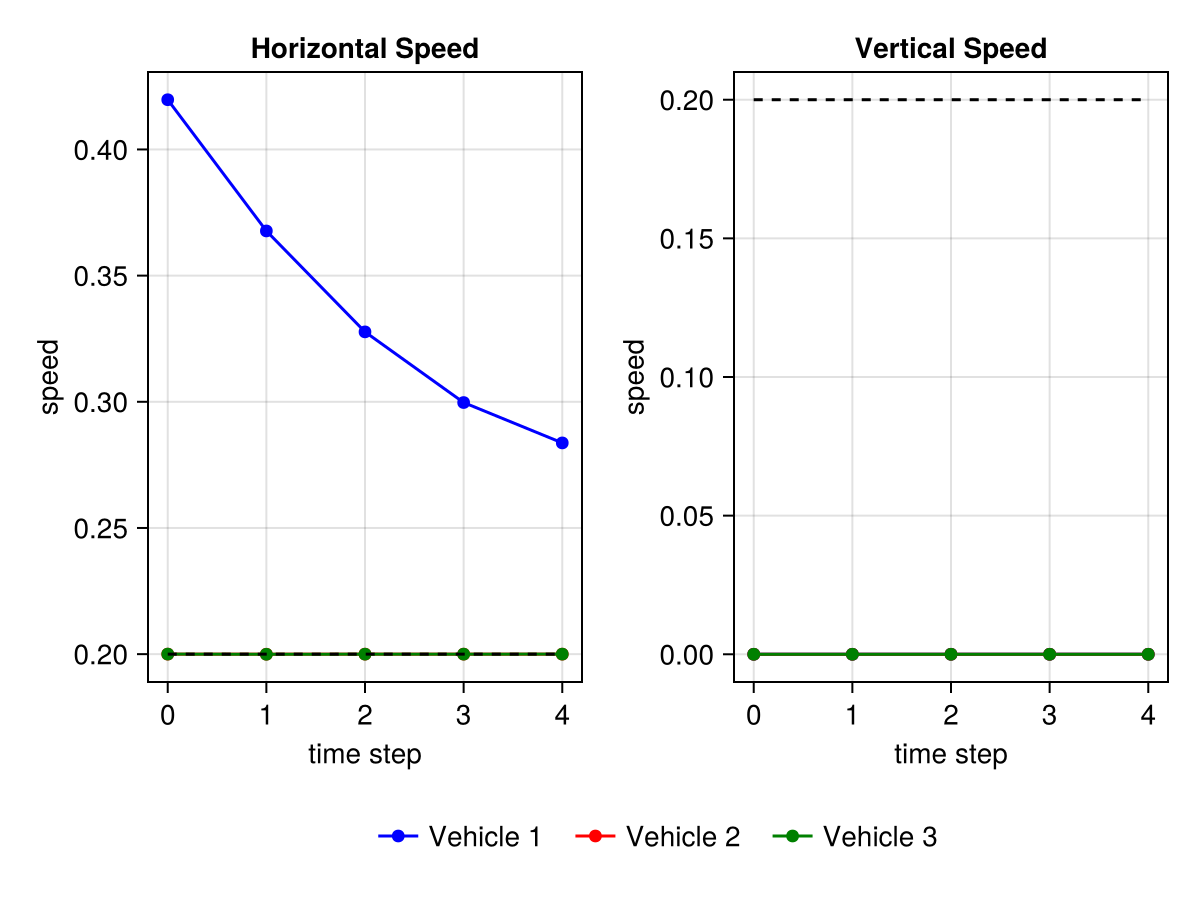 Horizontal Speed
0.40
0.35
0.30
0.25
0.20
speed
0 1 2 3 4
time step
Vertical Speed
0.20
0.15
0.10
0.05
0.00
speed
0 1 2 3 4
time step
Vehicle 1 Vehicle 2 Vehicle 3